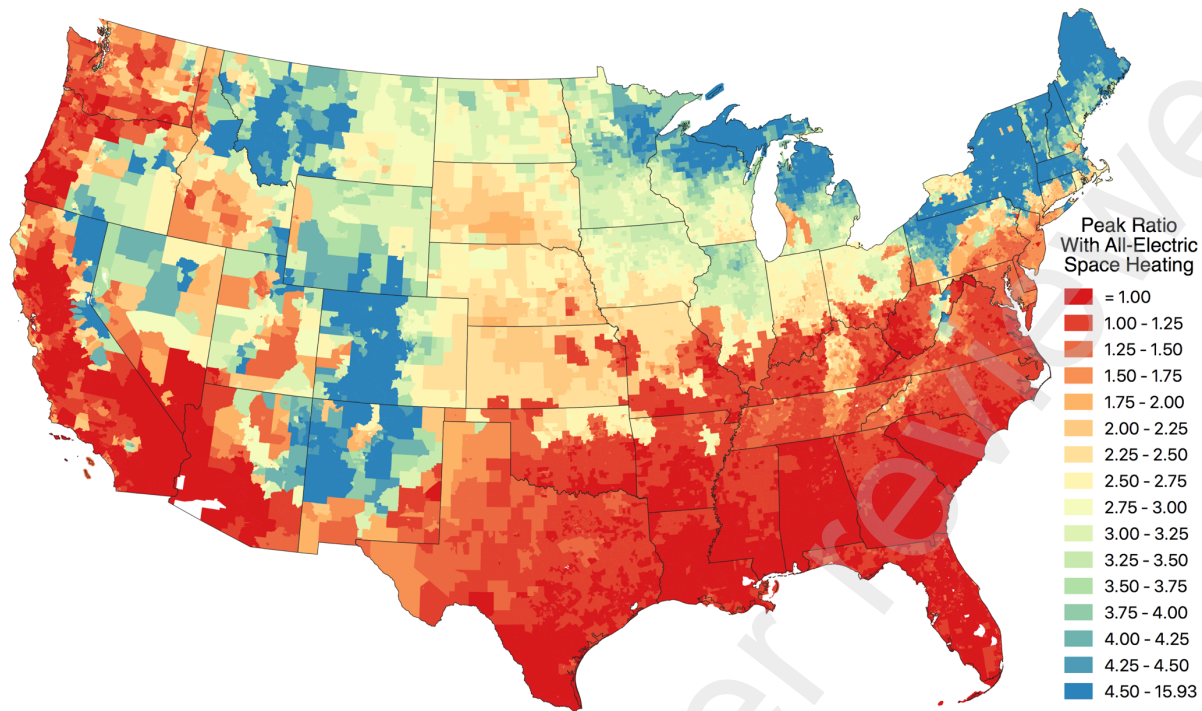 Peak Ratio
With All-Electric
Space Heating
= 1.00
1.00 - 1.25
1.25 - 1.50
1.50 - 1.75
1.75 - 2.00
2.00 - 2.25
2.25 - 2.50
2.50 - 2.75
2.75 - 3.00
3.00 - 3.25
3.25 - 3.50
3.50 - 3.75
3.75 - 4.00
4.00 - 4.25
4.25 - 4.50
4.50 - 15.93
er reviewe